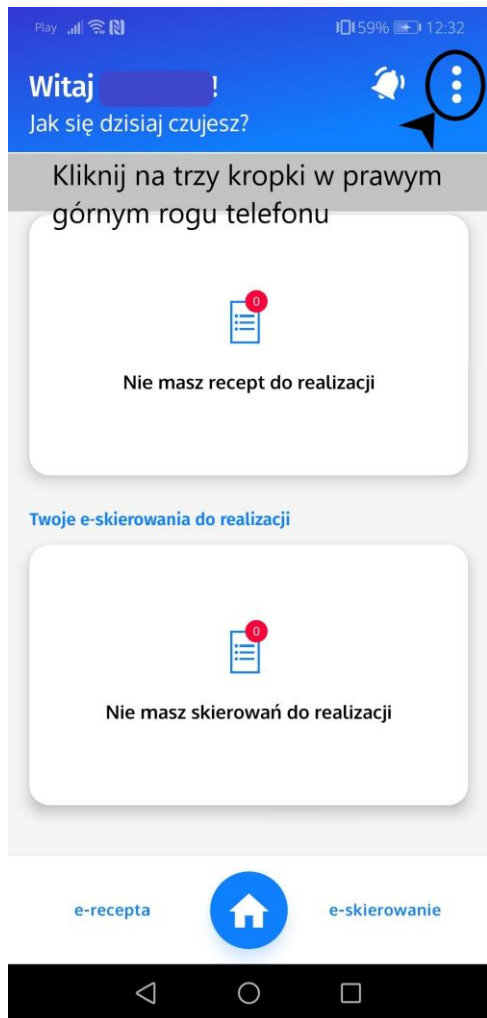 Play 59% 12:32
Witaj !
Jak się dzisiaj czujesz?
Kliknij na trzy kropki w prawym
górnym rogu telefonu
0
Nie masz recept do realizacji
Twoje e-skierowania do realizacji
0
Nie masz skierowań do realizacji
e-recepta e-skierowanie